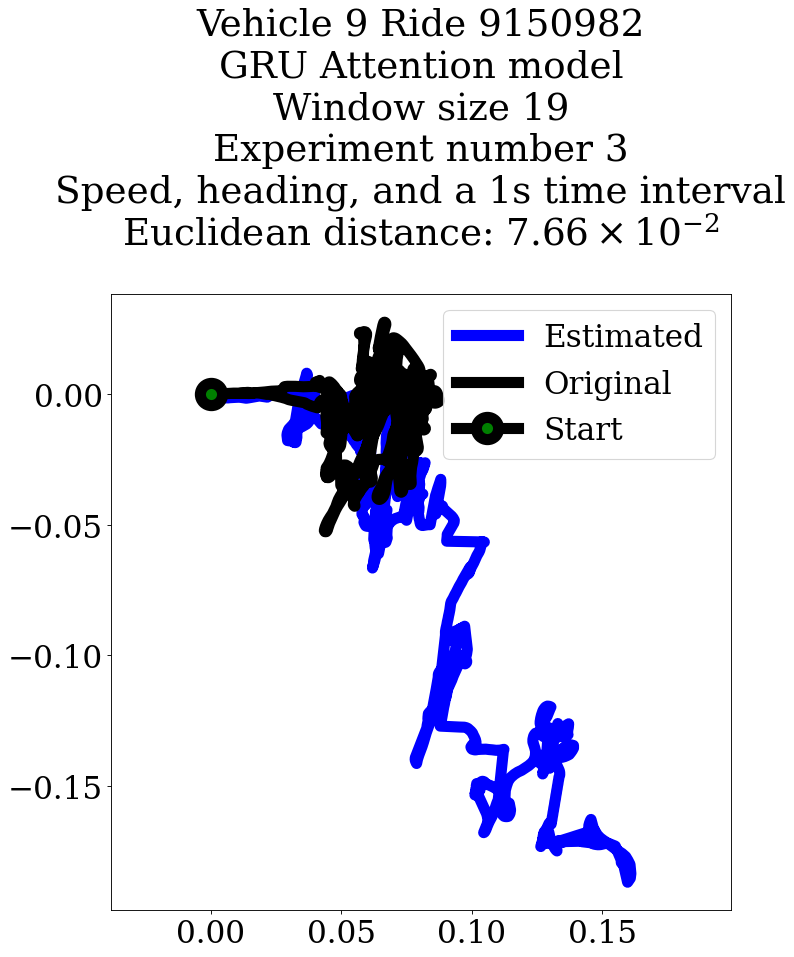 Vehicle 9 Ride 9150982
GRU Attention model
Window size 19
Experiment number 3
Speed, heading, and a 1s time interval
Euclidean distance: 7.66 × 10⁻²
Estimated
Original
Start
0.00
−0.05
−0.10
−0.15
0.00 0.05 0.10 0.15